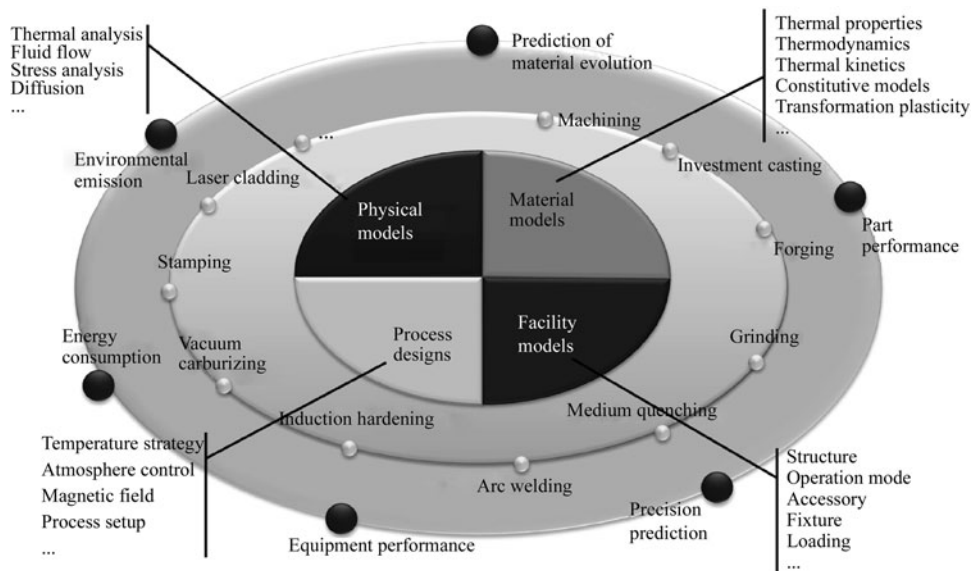 Thermal analysis
Fluid flow
Stress analysis
Diffusion
...
Prediction of
material evolution
Thermal properties
Thermodynamics
Thermal kinetics
Constitutive models
Transformation plasticity
...
Environmental
emission
Laser cladding
...
Machining
Investment casting
Part
performance
Physical
models
Material
models
Stamping
Forging
Energy
consumption
Vacuum
carburizing
Process
designs
Facility
models
Grinding
Induction hardening
Medium quenching
Arc welding
Temperature strategy
Atmosphere control
Magnetic field
Process setup
...
Equipment performance
Precision
prediction
Structure
Operation mode
Accessory
Fixture
Loading
...